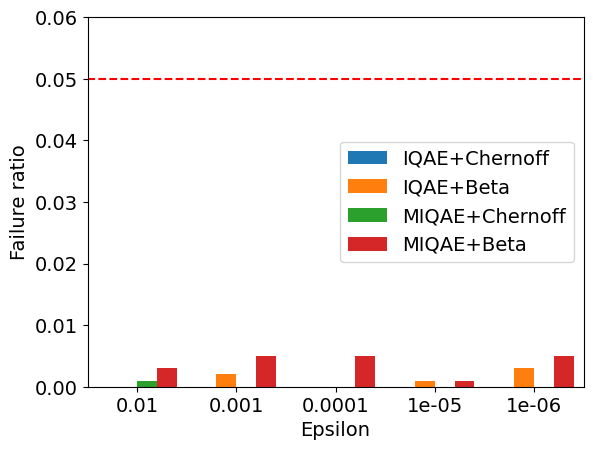 0.06
0.05
0.04
0.03
0.02
0.01
0.00
Failure ratio
IQAE+Chernoff
IQAE+Beta
MIQAE+Chernoff
MIQAE+Beta
0.01 0.001 0.0001 1e-05 1e-06
Epsilon